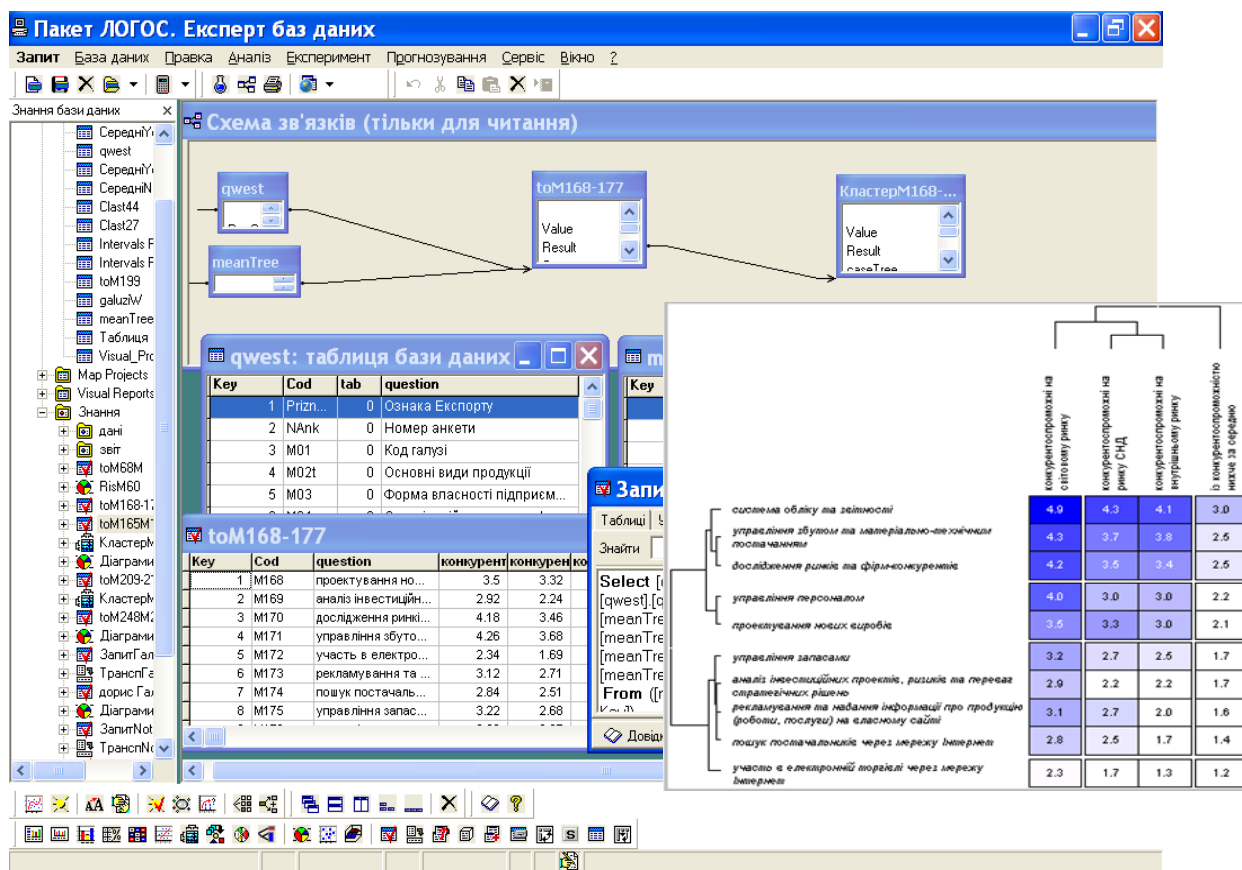 Пакет ЛОГОС. Експерт баз даних
Запит База даних Правка Аналіз Експеримент Прогнозування Сервіс Вікно ?
Знання бази даних
qwest
Clast44
Clast27
toM199
galuziW
meanTree
Таблиця
Map Projects
Visual Reports
Знання
дані
звіт
toM68M
RisM60
Схема зв'язків (тільки для читання)
qwest
meanTree
toM168-177
Value
Result
КластерM168-...
Value
Result
caseTree
qwest: таблиця бази даних
Key Cod tab question
1 Prizn... 0 Ознака Експорту
2 NAnk 0 Номер анкети
3 M01 0 Код галузі
4 M02t 0 Основні види продукції
5 M03 0 Форма власності підприєм...
Key
toM168-177
Key Cod question конкурент конкурен
1 M168 проектування но... 3.5 3.32
2 M169 аналіз інвестиційн... 2.92 2.24
3 M170 дослідження ринкі... 4.18 3.46
4 M171 управління збуто... 4.26 3.68
5 M172 участь в електро... 2.34 1.69
6 M173 рекламування та ... 3.12 2.71
7 M174 пошук постачаль... 2.84 2.51
8 M175 управління запас... 3.22 2.68
Запи
Таблиці
Знайти
Select [q
[qwest].[q
[meanTre
[meanTre
[meanTre
[meanTre
From ([m
Довід
конкурентоспроможні на
світовому ринку
конкурентоспроможні на
ринку СНД
конкурентоспроможні на
внутрішньому ринку
із конкурентоспроможністю
нижче за середню
система обліку та звітності 4.9 4.3 4.1 3.0
управління збутом та матеріально-технічним
постачанням 4.3 3.7 3.8 2.5
дослідження ринків та фірм-конкурентів 4.2 3.5 3.4 2.5
управління персоналом 4.0 3.0 3.0 2.2
проектування нових виробів 3.5 3.3 3.0 2.1
управління запасами 3.2 2.7 2.5 1.7
аналіз інвестиційних проектів, ризиків та переваг
стратегічних рішень 2.9 2.2 2.2 1.7
рекламування та надання інформації про продукцію
(роботи, послуги) на власному сайті 3.1 2.7 2.0 1.6
пошук постачальників через мережу Інтернет 2.8 2.5 1.7 1.4
участь в електронній торгівлі через мережу
Інтернет 2.3 1.7 1.3 1.2